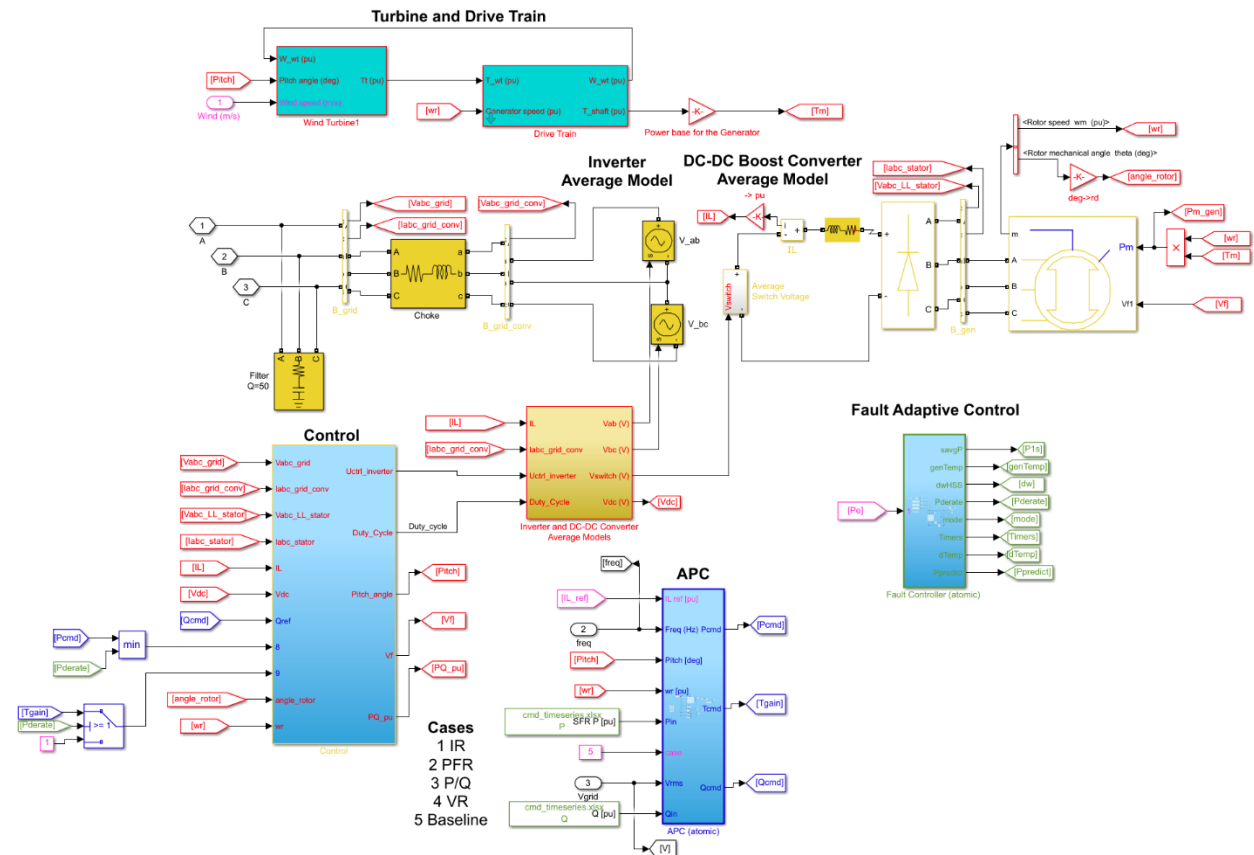 Turbine and Drive Train
W_wt (pu)
[Pitch]
Pitch angle (deg)
Tt (pu)
1
Wind speed (m/s)
Wind (m/s)
Wind Turbine1
T_wt (pu)
W_wt (pu)
[wr]
Generator speed (pu)
T_shaft (pu)
Drive Train
-K-
Power base for the Generator
[Tm]
<Rotor speed wm (pu)>
[wr]
<Rotor mechanical angle theta (deg)>
-K-
[angle_rotor]
deg->rd
Inverter
Average Model
DC-DC Boost Converter
Average Model
[Iabc_stator]
[Vabc_LL_stator]
[Vabc_grid]
[Iabc_grid]
[Vabc_grid_conv]
[IL]
-K-
-> pu
i
+
-
IL
1
A
2
B
3
C
B_grid
A
B
C
a
b
c
Choke
B_grid_conv
V_ab
V_bc
Vswitch
Average
Switch Voltage
+
-
A
B
C
B_gen
m
A
B
C
Pm
Vf1
[Pm_gen]
[wr]
[Tm]
[Vf]
A
B
C
Filter
Q=50
Control
[Vabc_grid]
Vabc_grid
[Iabc_grid_conv]
Iabc_grid_conv
[Vabc_LL_stator]
Vabc_LL_stator
[Iabc_stator]
Iabc_stator
[IL]
IL
[Vdc]
Vdc
[Qcmd]
Qref
[Pcmd]
[Pderate]
min
8
9
[Tgain]
[Pderate]
>= 1
1
[angle_rotor]
angle_rotor
[wr]
wr
Uctrl_inverter
Duty_Cycle
Duty_cycle
Pitch_angle
[Pitch]
Vf
[Vf]
PQ_pu
[PQ_pu]
Control
[IL]
IL
[Iabc_grid_conv]
Iabc_grid_conv
Uctrl_inverter
Duty_Cycle
Vab (V)
Vbc (V)
Vswitch (V)
Vdc (V)
[Vdc]
Inverter and DC-DC Converter
Average Models
Cases
1 IR
2 PFR
3 P/Q
4 VR
5 Baseline
APC
[freq]
[IL_ref]
IL ref [pu]
2
freq
Freq (Hz)
[Pitch]
Pitch [deg]
[wr]
wr [pu]
cmd_timeseries.xlsx
P
SFR P [pu]
Pin
5
case
3
Vgrid
Vrms
cmd_timeseries.xlsx
Q
Q [pu]
Qin
[V]
Pcmd
[Pcmd]
Tcmd
[Tgain]
Qcmd
[Qcmd]
APC (atomic)
Fault Adaptive Control
[Pe]
savgP
[P1s]
genTemp
[genTemp]
dwHSS
[dw]
Pderate
[Pderate]
mode
[mode]
Timers
[Timers]
dTemp
[dTemp]
Ppredict
[Ppredict]
Fault Controller (atomic)